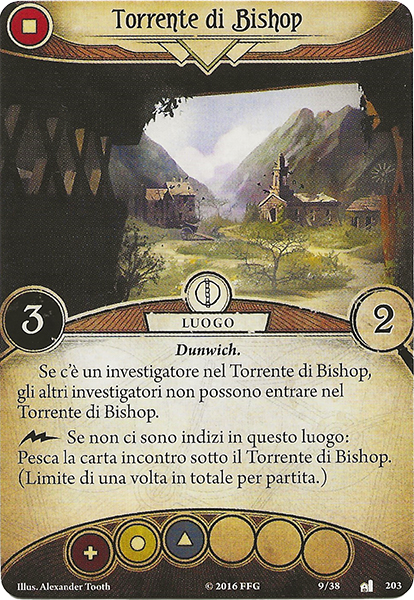 Torrente di Bishop
3
LUOGO
2
Dunwich.
Se c'è un investigatore nel Torrente di Bishop,
gli altri investigatori non possono entrare nel
Torrente di Bishop.
Se non ci sono indizi in questo luogo:
Pesca la carta incontro sotto il Torrente di Bishop.
(Limite di una volta in totale per partita.)
Illus. Alexander Tooth © 2016 FFG 9/38 203